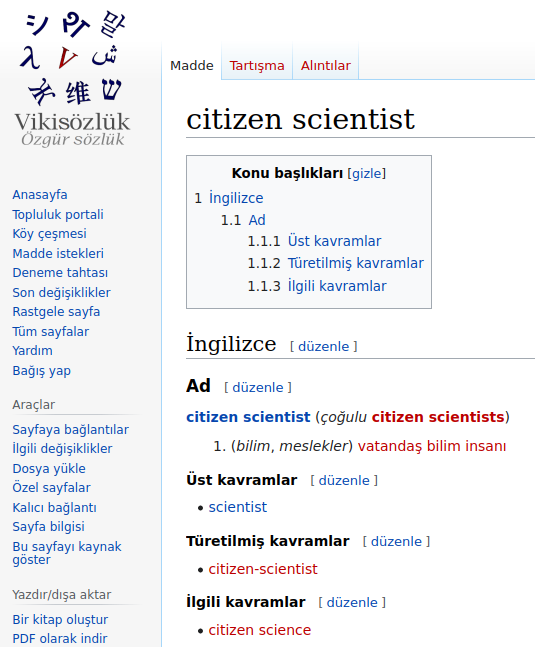 Vikisözlük
Özgür sözlük
Anasayfa
Topluluk portali
Köy çeşmesi
Madde istekleri
Deneme tahtası
Son değişiklikler
Rastgele sayfa
Tüm sayfalar
Yardım
Bağış yap
Araçlar
Sayfaya bağlantılar
İlgili değişiklikler
Dosya yükle
Özel sayfalar
Kalıcı bağlantı
Sayfa bilgisi
Bu sayfayı kaynak
göster
Yazdır/dışa aktar
Bir kitap oluştur
PDF olarak indir
Madde Tartışma Alıntılar
citizen scientist
Konu başlıkları [gizle]
1 İngilizce
1.1 Ad
1.1.1 Üst kavramlar
1.1.2 Türetilmiş kavramlar
1.1.3 İlgili kavramlar
İngilizce [ düzenle ]
Ad [ düzenle ]
citizen scientist (çoğulu citizen scientists)
1. (bilim, meslekler) vatandaş bilim insanı
Üst kavramlar [ düzenle ]
• scientist
Türetilmiş kavramlar [ düzenle ]
• citizen-scientist
İlgili kavramlar [ düzenle ]
• citizen science